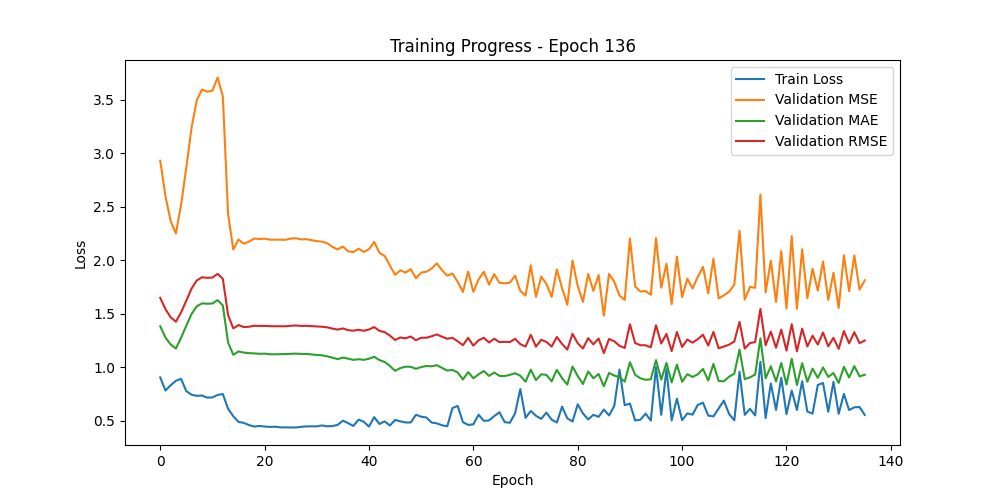 Training Progress - Epoch 136
Train Loss
Validation MSE
Validation MAE
Validation RMSE
3.5
3.0
2.5
2.0
1.5
1.0
0.5
Loss
0 20 40 60 80 100 120 140
Epoch